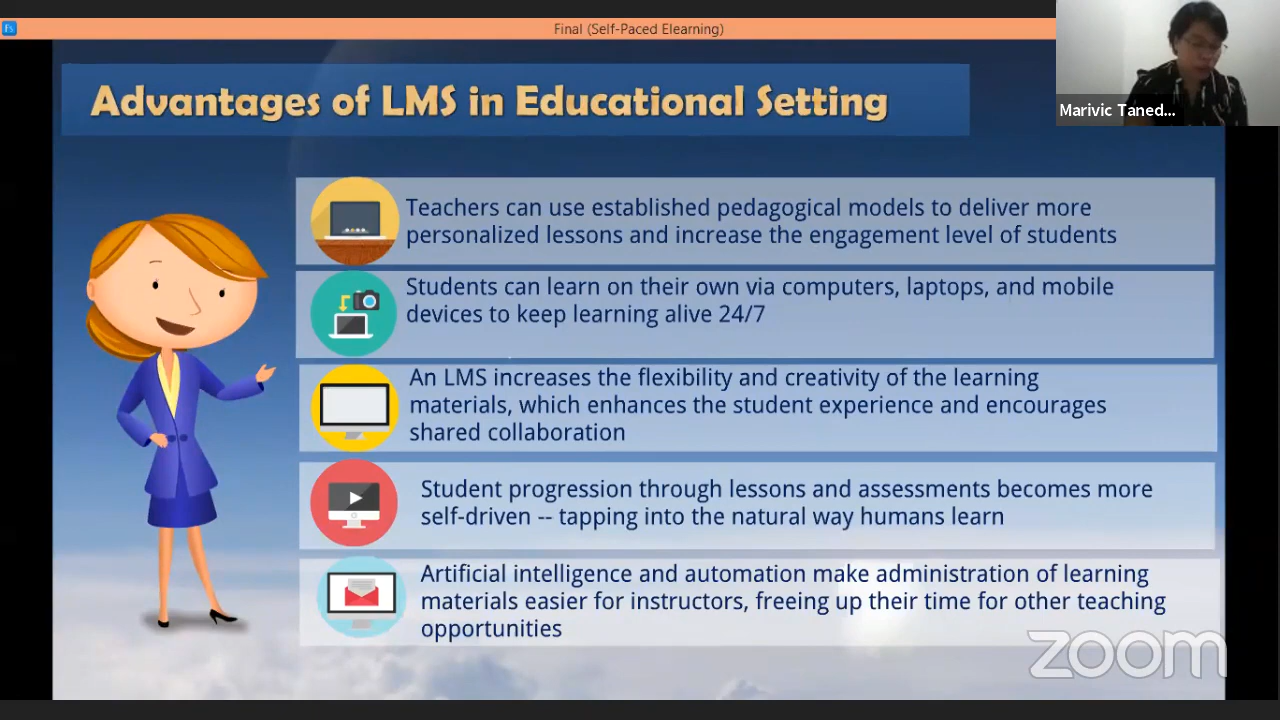 Final (Self-Paced Elearning)
Marivic Taned...
Advantages of LMS in Educational Setting
Teachers can use established pedagogical models to deliver more
personalized lessons and increase the engagement level of students
Students can learn on their own via computers, laptops, and mobile
devices to keep learning alive 24/7
An LMS increases the flexibility and creativity of the learning
materials, which enhances the student experience and encourages
shared collaboration
Student progression through lessons and assessments becomes more
self-driven -- tapping into the natural way humans learn
Artificial intelligence and automation make administration of learning
materials easier for instructors, freeing up their time for other teaching
opportunities
zoom